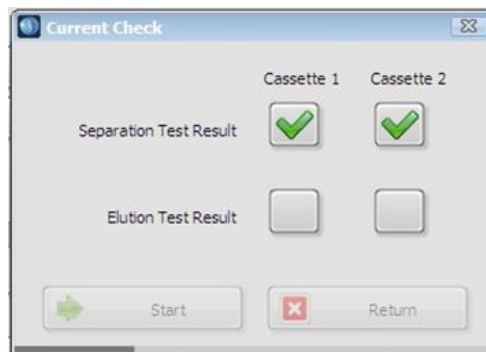 Current Check
Cassette 1 Cassette 2
Separation Test Result
Elution Test Result
Start Return